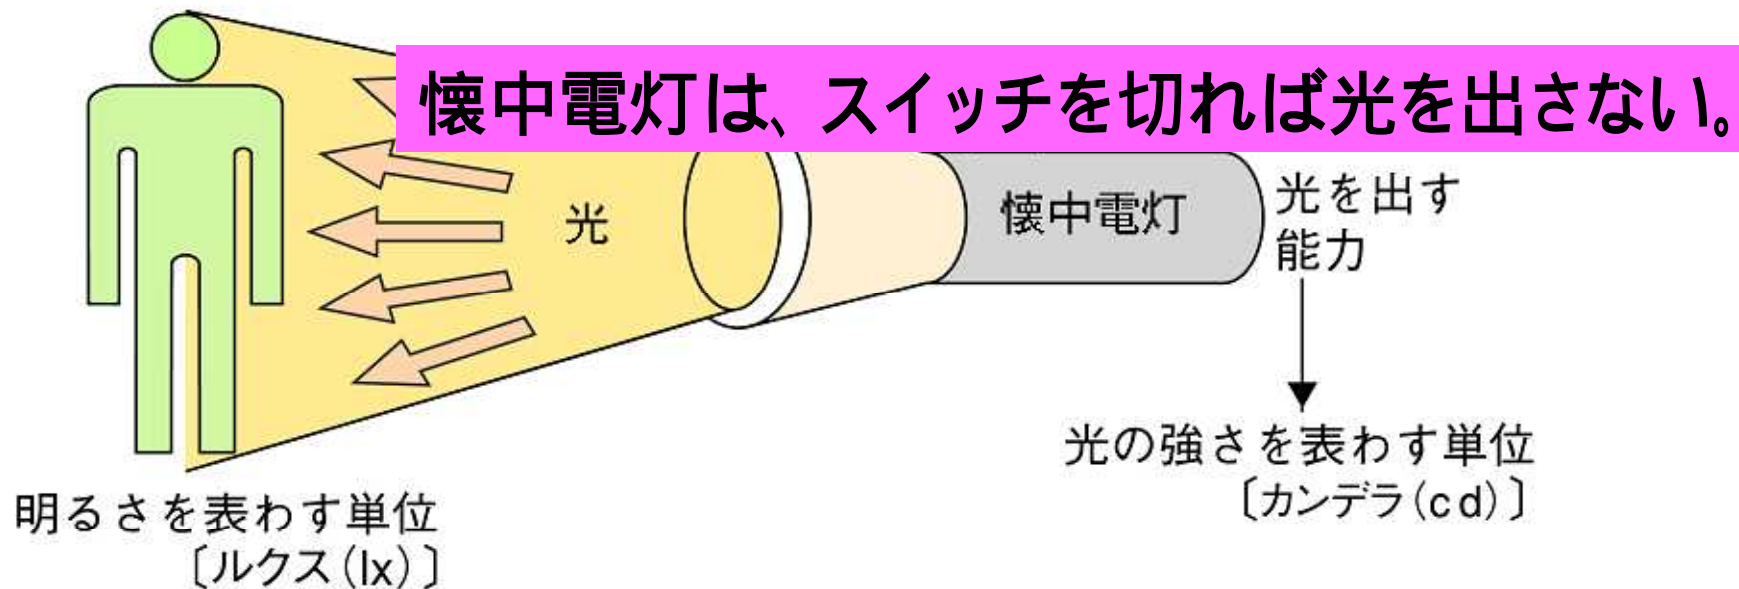 懐中電灯は、スイッチを切れば光を出さない。
光
懐中電灯
光を出す
能力
光の強さを表わす単位
〔カンデラ(cd)〕
明るさを表わす単位
〔ルクス(lx)〕